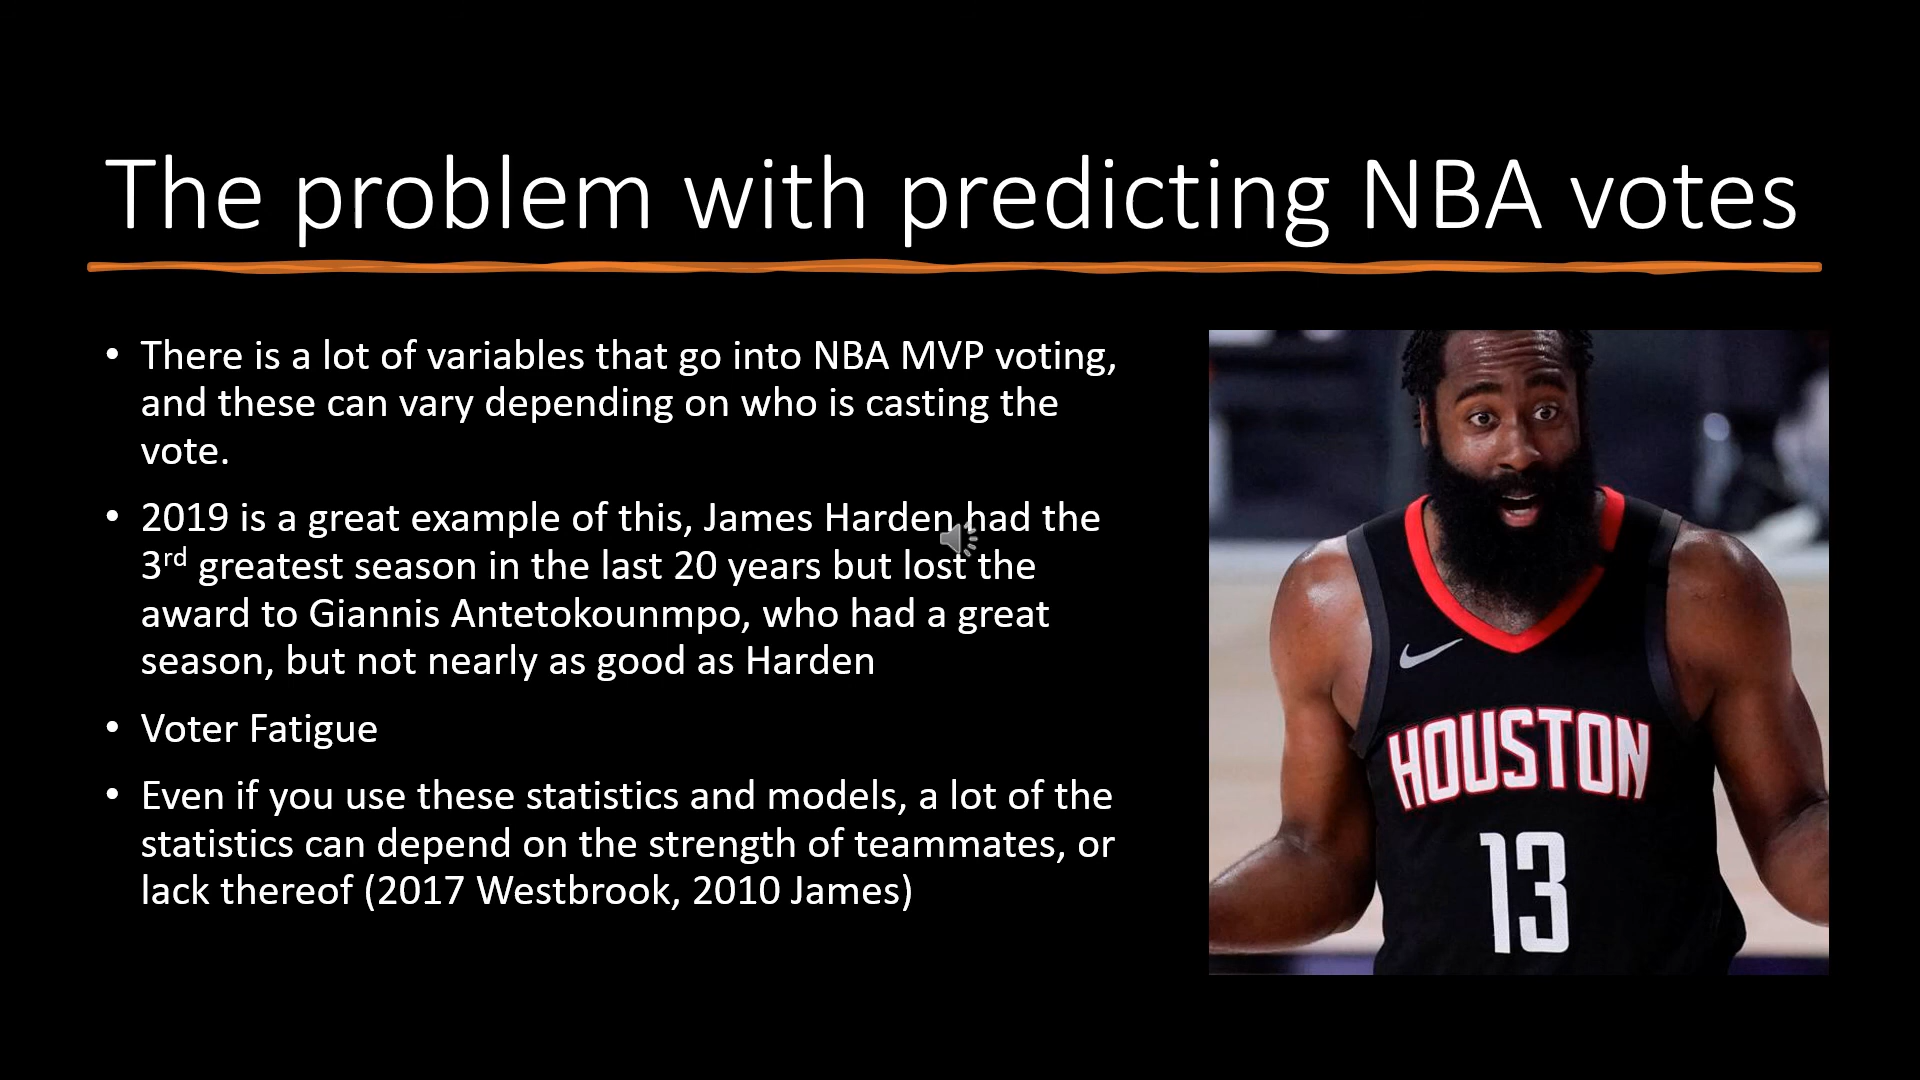 The problem with predicting NBA votes
• There is a lot of variables that go into NBA MVP voting,
and these can vary depending on who is casting the
vote.
• 2019 is a great example of this, James Harden had the
3rd greatest season in the last 20 years but lost the
award to Giannis Antetokounmpo, who had a great
season, but not nearly as good as Harden
• Voter Fatigue
• Even if you use these statistics and models, a lot of the
statistics can depend on the strength of teammates, or
lack thereof (2017 Westbrook, 2010 James)
HOUSTON
13